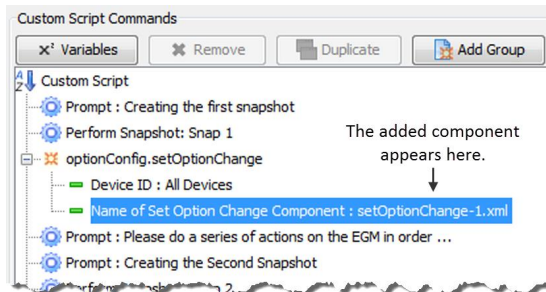 Custom Script Commands
x² Variables Remove Duplicate Add Group
Custom Script
Prompt : Creating the first snapshot
Perform Snapshot: Snap 1
The added component
appears here.
optionConfig.setOptionChange
Device ID : All Devices
Name of Set Option Change Component : setOptionChange-1.xml
Prompt : Please do a series of actions on the EGM in order ...
Prompt : Creating the Second Snapshot
2